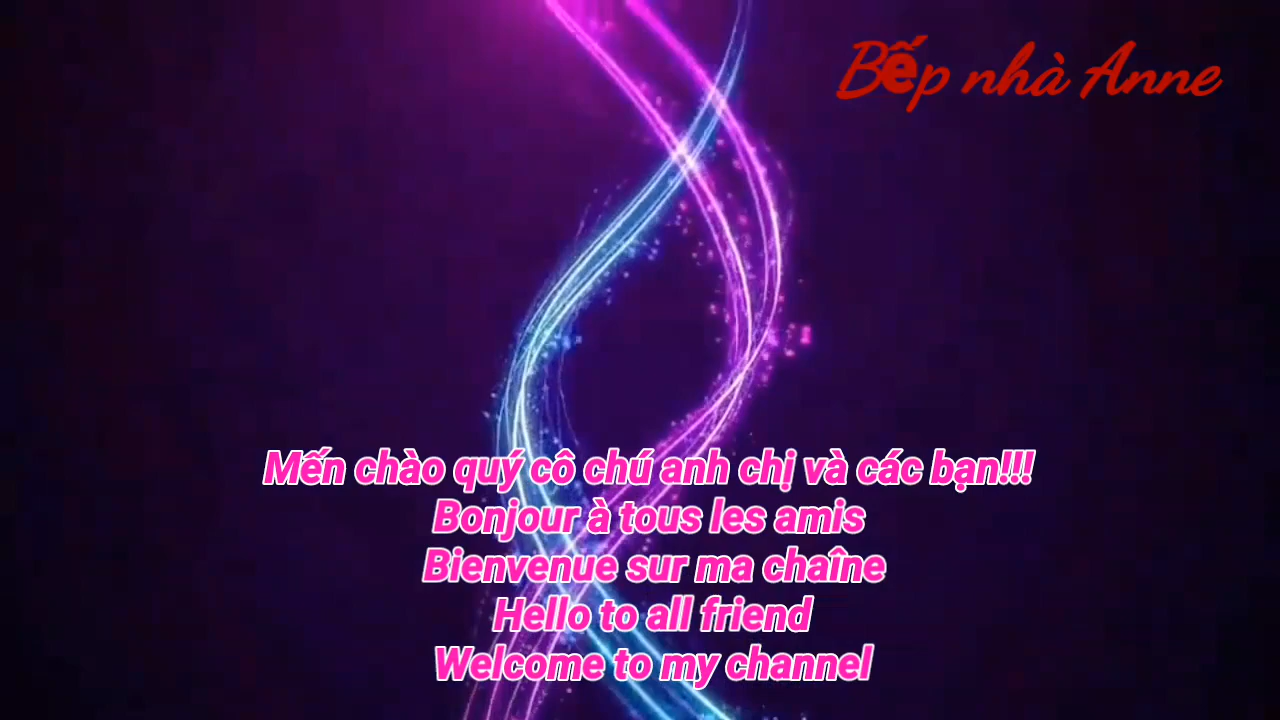 Bếp nhà Anne
Mến chào quý cô chú anh chị và các bạn!!!
Bonjour à tous les amis
Bienvenue sur ma chaîne
Hello to all friend
Welcome to my channel